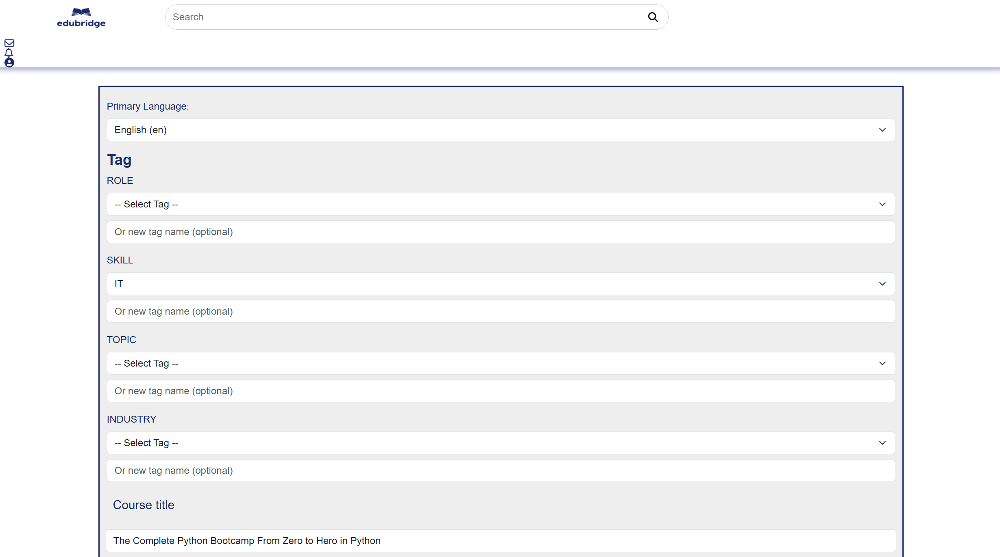 edubridge
Search
Primary Language:
English (en)
Tag
ROLE
-- Select Tag --
Or new tag name (optional)
SKILL
IT
Or new tag name (optional)
TOPIC
-- Select Tag --
Or new tag name (optional)
INDUSTRY
-- Select Tag --
Or new tag name (optional)
Course title
The Complete Python Bootcamp From Zero to Hero in Python